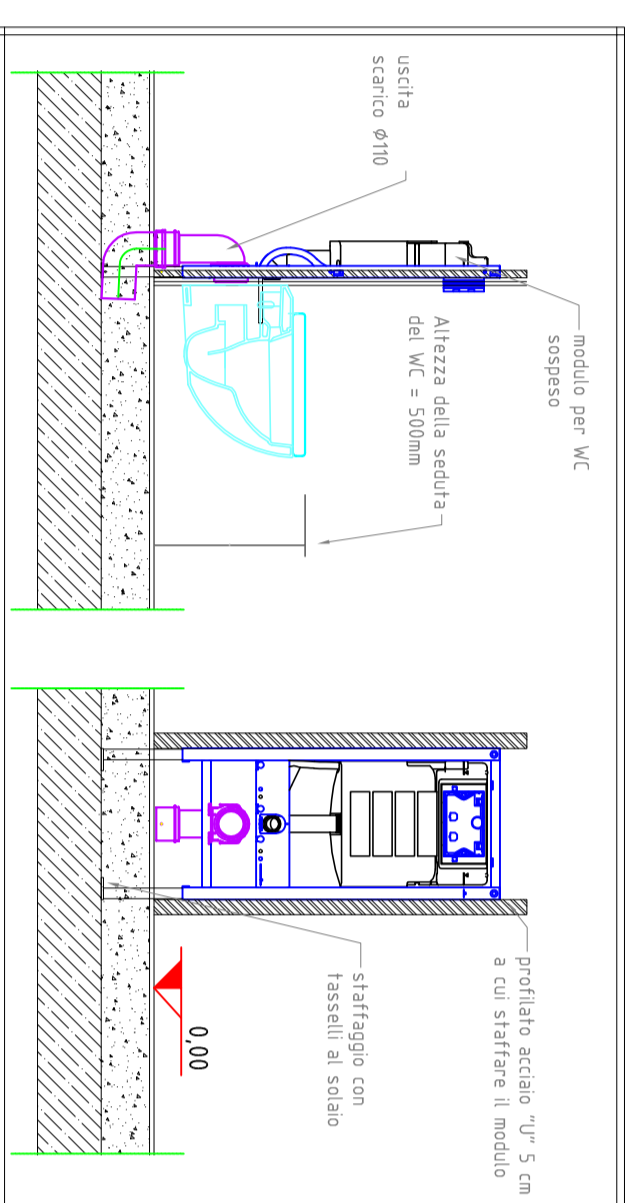 uscita
scarico Ø110
modulo per WC
sospeso
Altezza della seduta
del WC = 500mm
profilato acciaio "U" 5 cm
a cui staffare il modulo
staffaggio con
tasselli al solaio
0,00